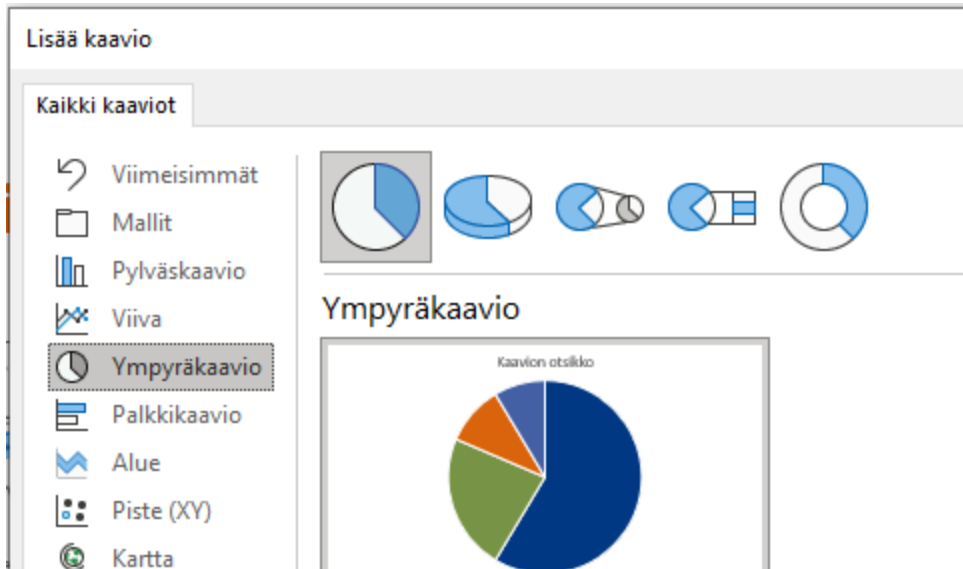 Lisää kaavio
Kaikki kaaviot
Viimeisimmät
Mallit
Pylväskaavio
Viiva
Ympyräkaavio
Palkkikaavio
Alue
Piste (XY)
Kartta
Ympyräkaavio
Kaavion otsikko